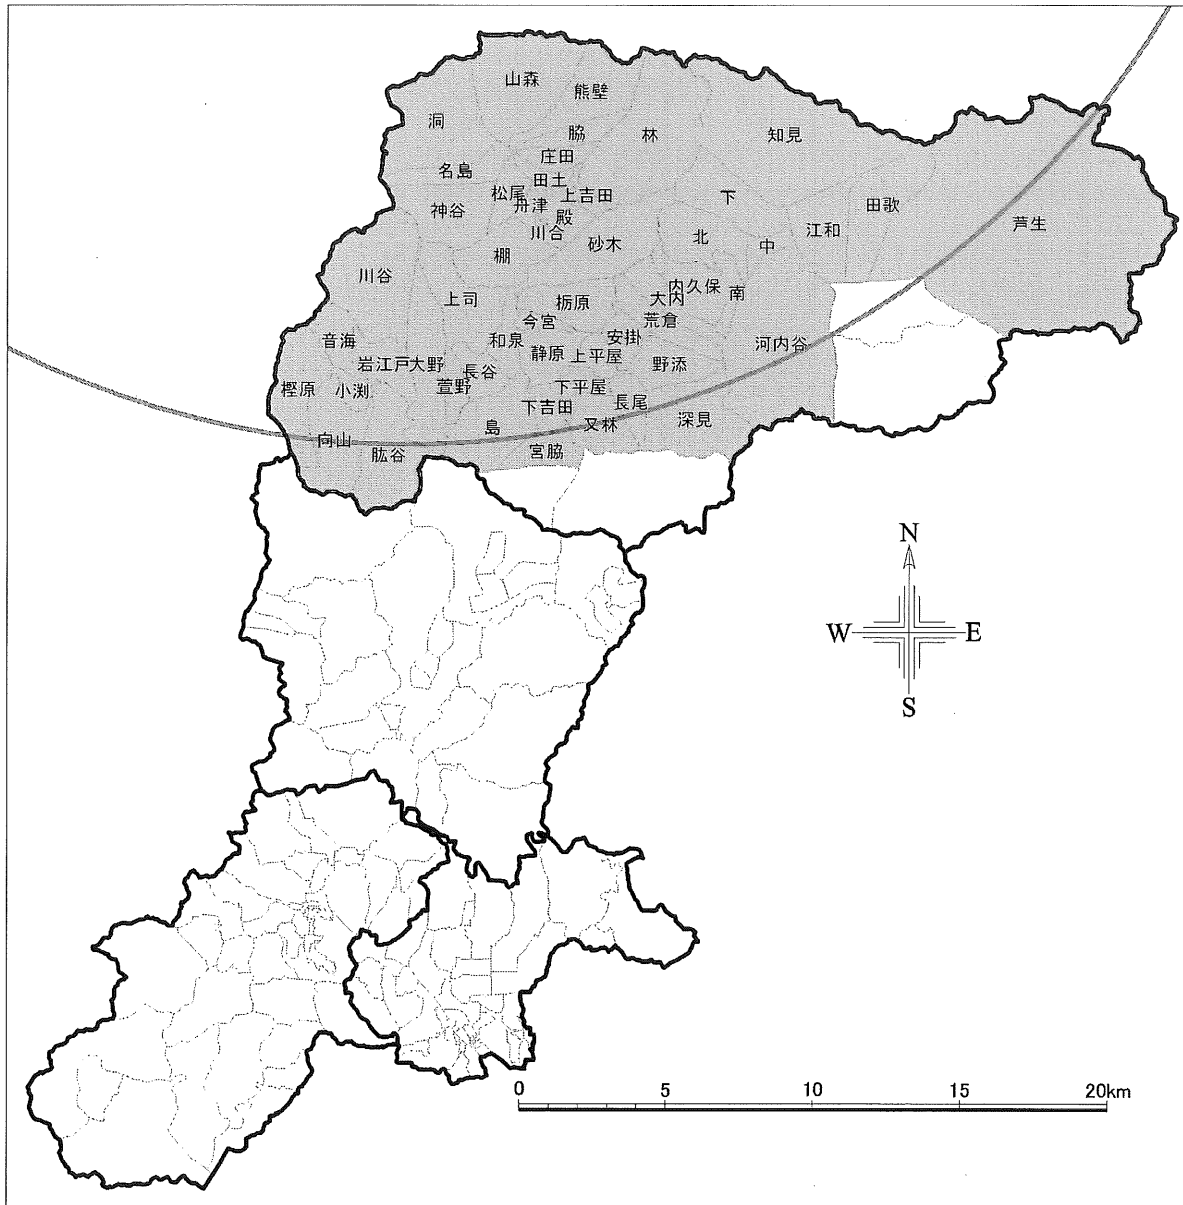 山森
熊壁
洞
脇
林
知見
庄田
名島
田土
松尾
上吉田
下
舟津
田歌
神谷
殿
芦生
川合
江和
北
砂木
中
棚
川谷
内久保
南
上司
栃原
大内
今宮
荒倉
音海
和泉
安掛
河内谷
静原
上平屋
岩江戸
大野
野添
長谷
樫原
小渕
萱野
下平屋
長尾
下吉田
深見
島
又林
向山
宮脇
肱谷
N
W
E
S
0 5 10 15 20km